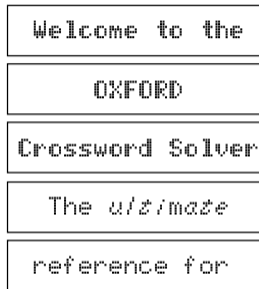 Welcome to the
OXFORD
Crossword Solver
The ultimate
reference for